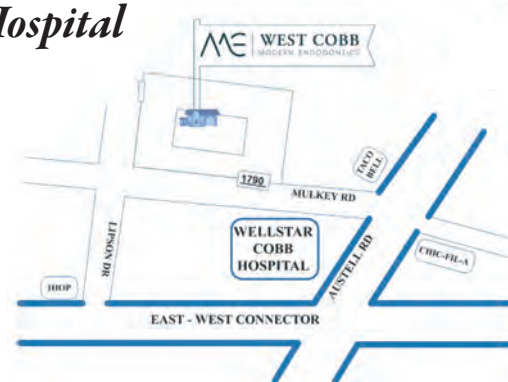 Hospital
ME WEST COBB
MODERN ENDODONTICS
TACO
BELL
1790
MULKEY RD
LIPSON DR
WELLSTAR
COBB
HOSPITAL
AUSTELL RD
CHIC-FIL-A
IHOP
EAST - WEST CONNECTOR